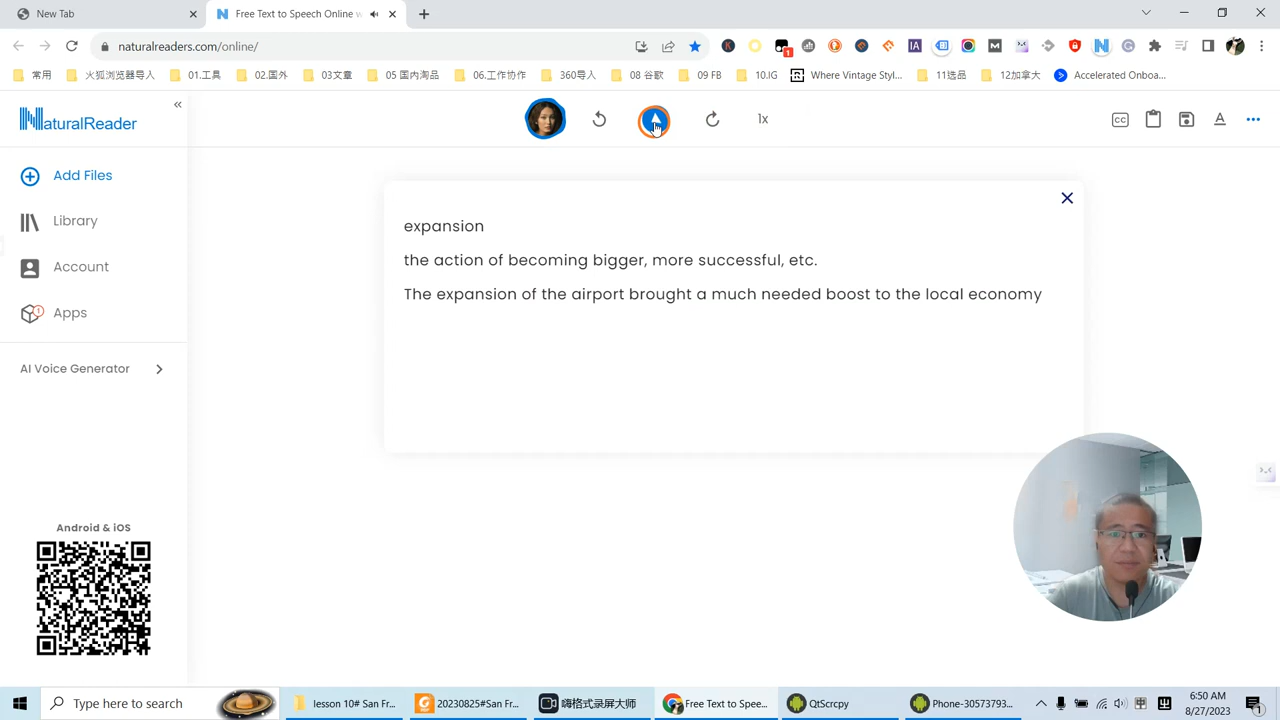 New Tab
Free Text to Speech Online w
naturalreaders.com/online/
1
常用
火狐浏览器导入
01.工具
02.国外
03文章
05 国内淘品
06.工作协作
360导入
08 谷歌
09 FB
10.IG
Where Vintage Styl...
11选品
12加拿大
Accelerated Onboa...
NaturalReader
1x
CC
Add Files
Library
Account
Apps
AI Voice Generator
expansion
the action of becoming bigger, more successful, etc.
The expansion of the airport brought a much needed boost to the local economy
Android & iOS
Type here to search
lesson 10# San Fr...
20230825#San Fr...
嗨格式录屏大师
Free Text to Spee...
QtScrcpy
Phone-30573793...
6:50 AM
8/27/2023